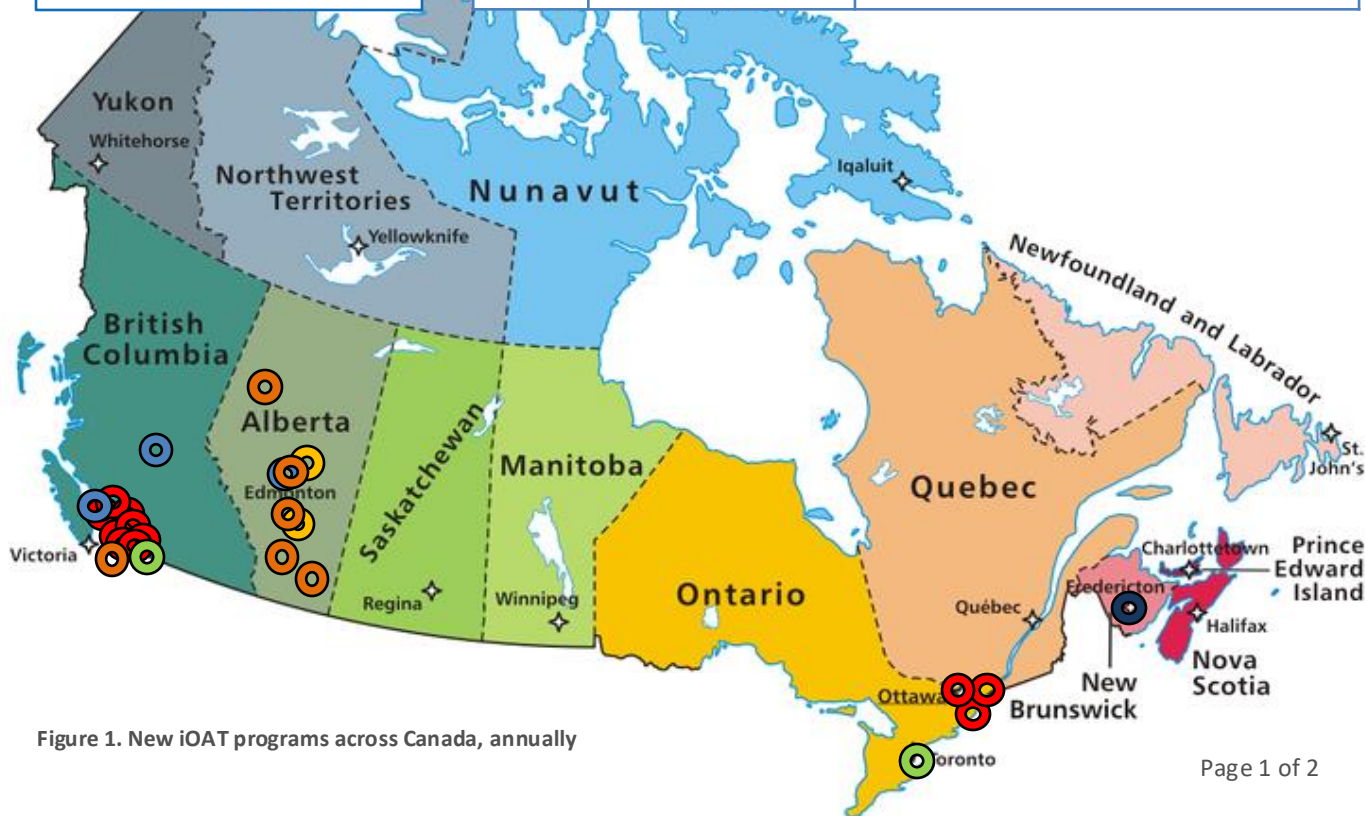 Yukon
Whitehorse
Northwest
Territories
Yellowknife
Nunavut
Iqaluit
Newfoundland and Labrador
St.
John's
British
Columbia
Victoria
Alberta
Edmonton
Saskatchewan
Regina
Manitoba
Winnipeg
Ontario
Ottawa
Toronto
Quebec
Québec
Charlottetown
Prince
Edward
Island
Fredericton
Halifax
Nova
Scotia
New
Brunswick
Figure 1. New iOAT programs across Canada, annually
Page 1 of 2